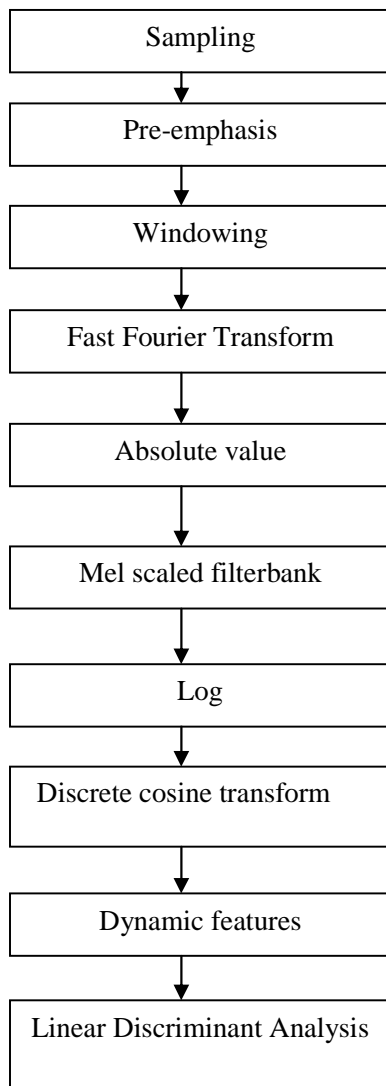 Sampling
Pre-emphasis
Windowing
Fast Fourier Transform
Absolute value
Mel scaled filterbank
Log
Discrete cosine transform
Dynamic features
Linear Discriminant Analysis